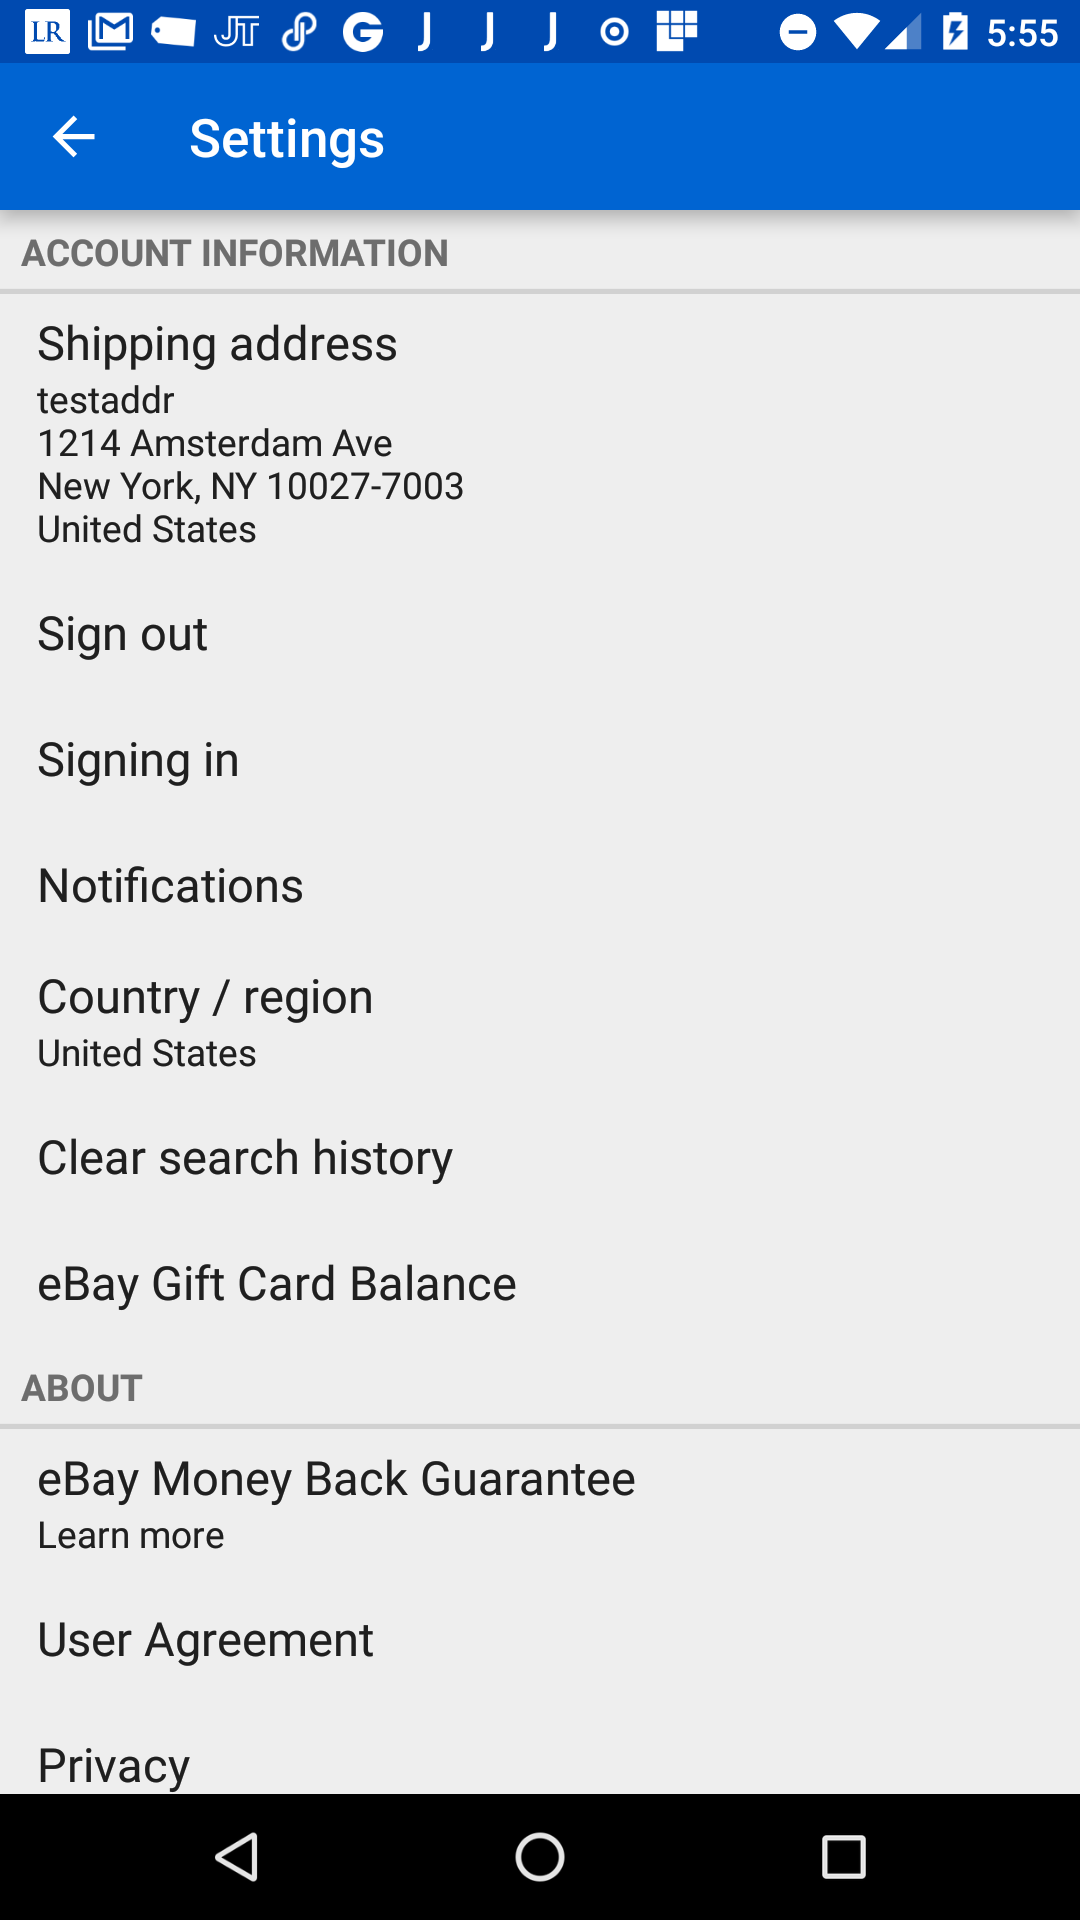 LR M JT G J J J 5:55
Settings
ACCOUNT INFORMATION
Shipping address
testaddr
1214 Amsterdam Ave
New York, NY 10027-7003
United States
Sign out
Signing in
Notifications
Country / region
United States
Clear search history
eBay Gift Card Balance
ABOUT
eBay Money Back Guarantee
Learn more
User Agreement
Privacy